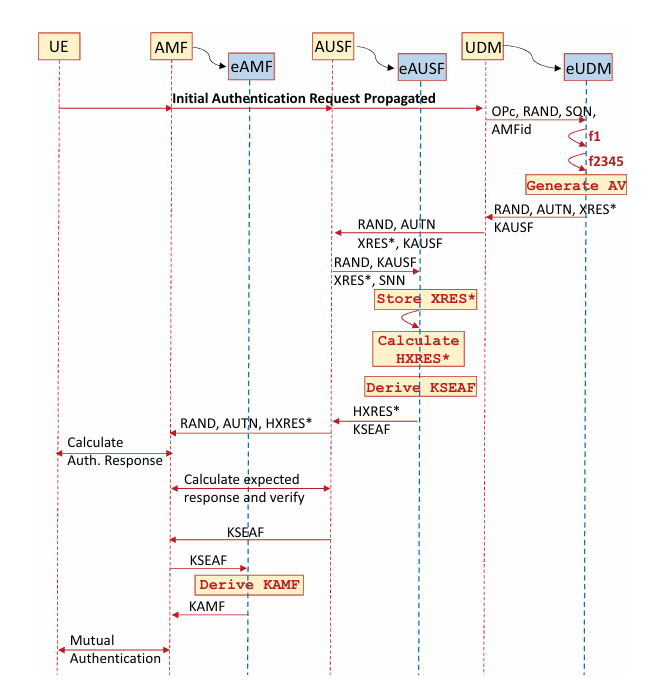 UE
AMF
eAMF
AUSF
eAUSF
UDM
eUDM
Initial Authentication Request Propagated
OPc, RAND, SQN,
AMFid
f1
f2345
Generate AV
RAND, AUTN, XRES*
KAUSF
RAND, AUTN
XRES*, KAUSF
RAND, KAUSF
XRES*, SNN
Store XRES*
Calculate
HXRES*
Derive KSEAF
HXRES*
KSEAF
RAND, AUTN, HXRES*
Calculate
Auth. Response
Calculate expected
response and verify
KSEAF
KSEAF
Derive KAMF
KAMF
Mutual
Authentication